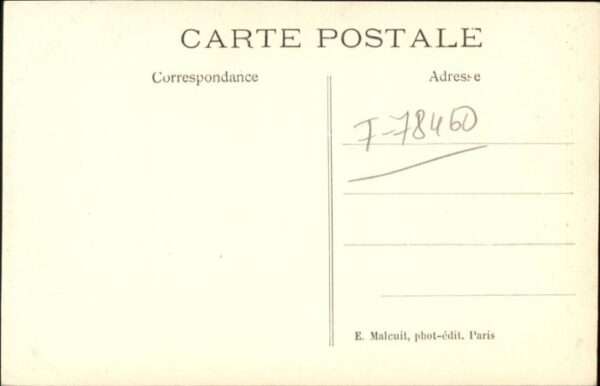 CARTE POSTALE
Correspondance
Adresse
F-78460
E. Malcuit, phot-édit. Paris